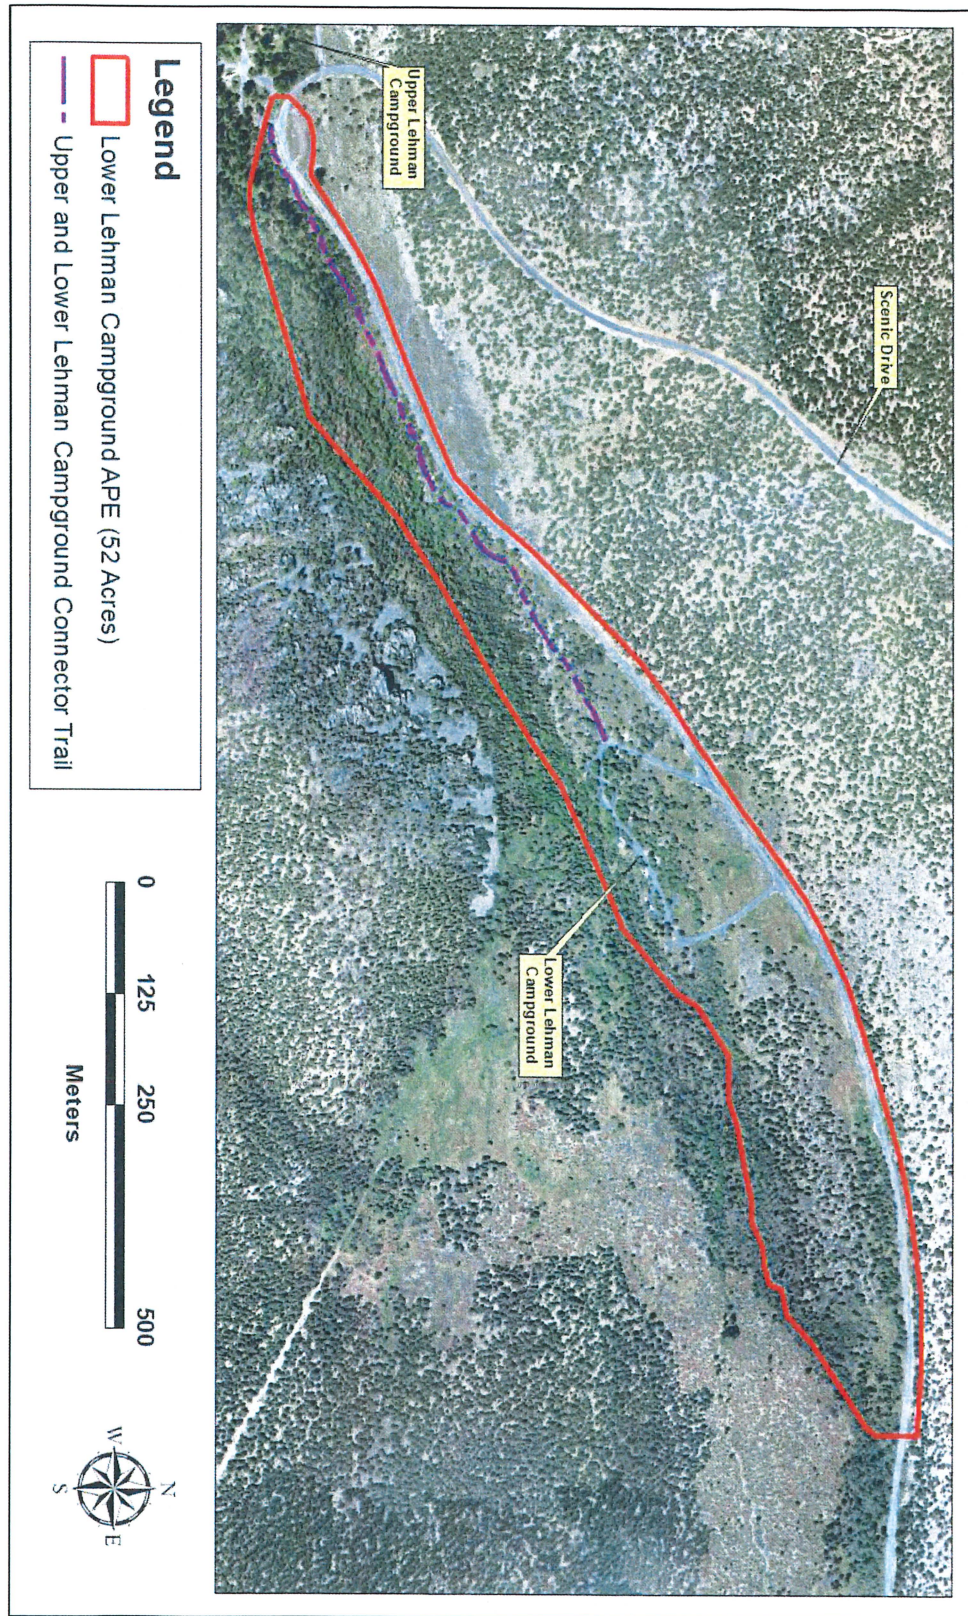 Scenic Drive
Upper Lehman
Campground
Lower Lehman
Campground
Legend
Lower Lehman Campground APE (52 Acres)
Upper and Lower Lehman Campground Connector Trail
0 125 250 500
Meters
N
W
E
S